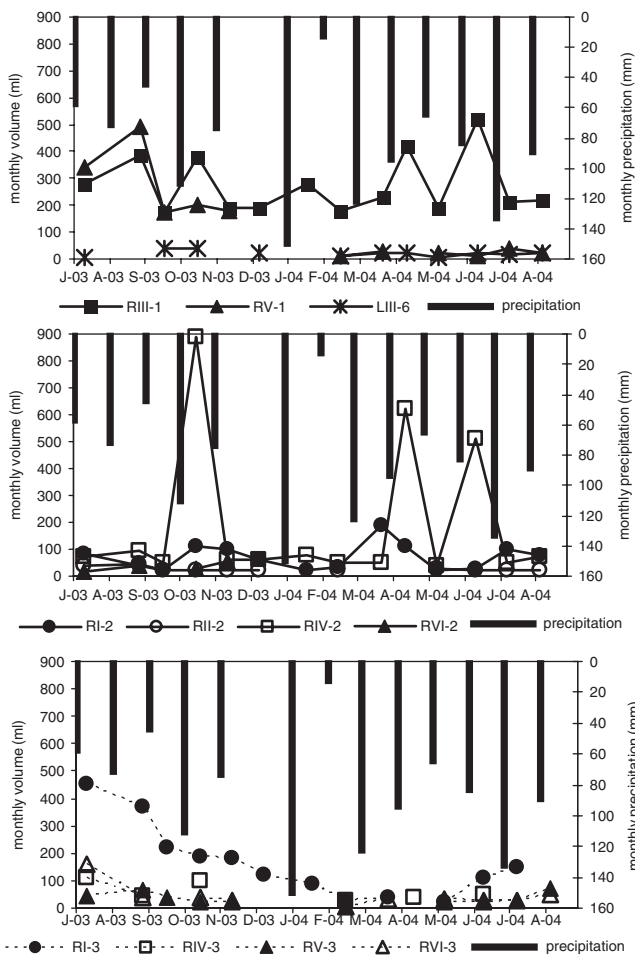 900 0
800 20
700 40
600 60
500 80
400 100
300 120
200 140
100
0 160
monthly volume (ml)
monthly precipitation (mm)
J-03 A-03 S-03 O-03 N-03 D-03 J-04 F-04 M-04 A-04 M-04 J-04 J-04 A-04
RIII-1 RV-1 LIII-6 precipitation
900 0
800 20
700 40
600 60
500 80
400 100
300 120
200 140
100
0 160
monthly volume (ml)
monthly precipitation (mm)
J-03 A-03 S-03 O-03 N-03 D-03 J-04 F-04 M-04 A-04 M-04 J-04 J-04 A-04
RI-2 RII-2 RIV-2 RVI-2 precipitation
900 0
800 20
700 40
600 60
500 80
400 100
300 120
200 140
100
0 160
monthly volume (ml)
monthly precipitation (mm)
J-03 A-03 S-03 O-03 N-03 D-03 J-04 F-04 M-04 A-04 M-04 J-04 J-04 A-04
RI-3 RIV-3 RV-3 RVI-3 precipitation